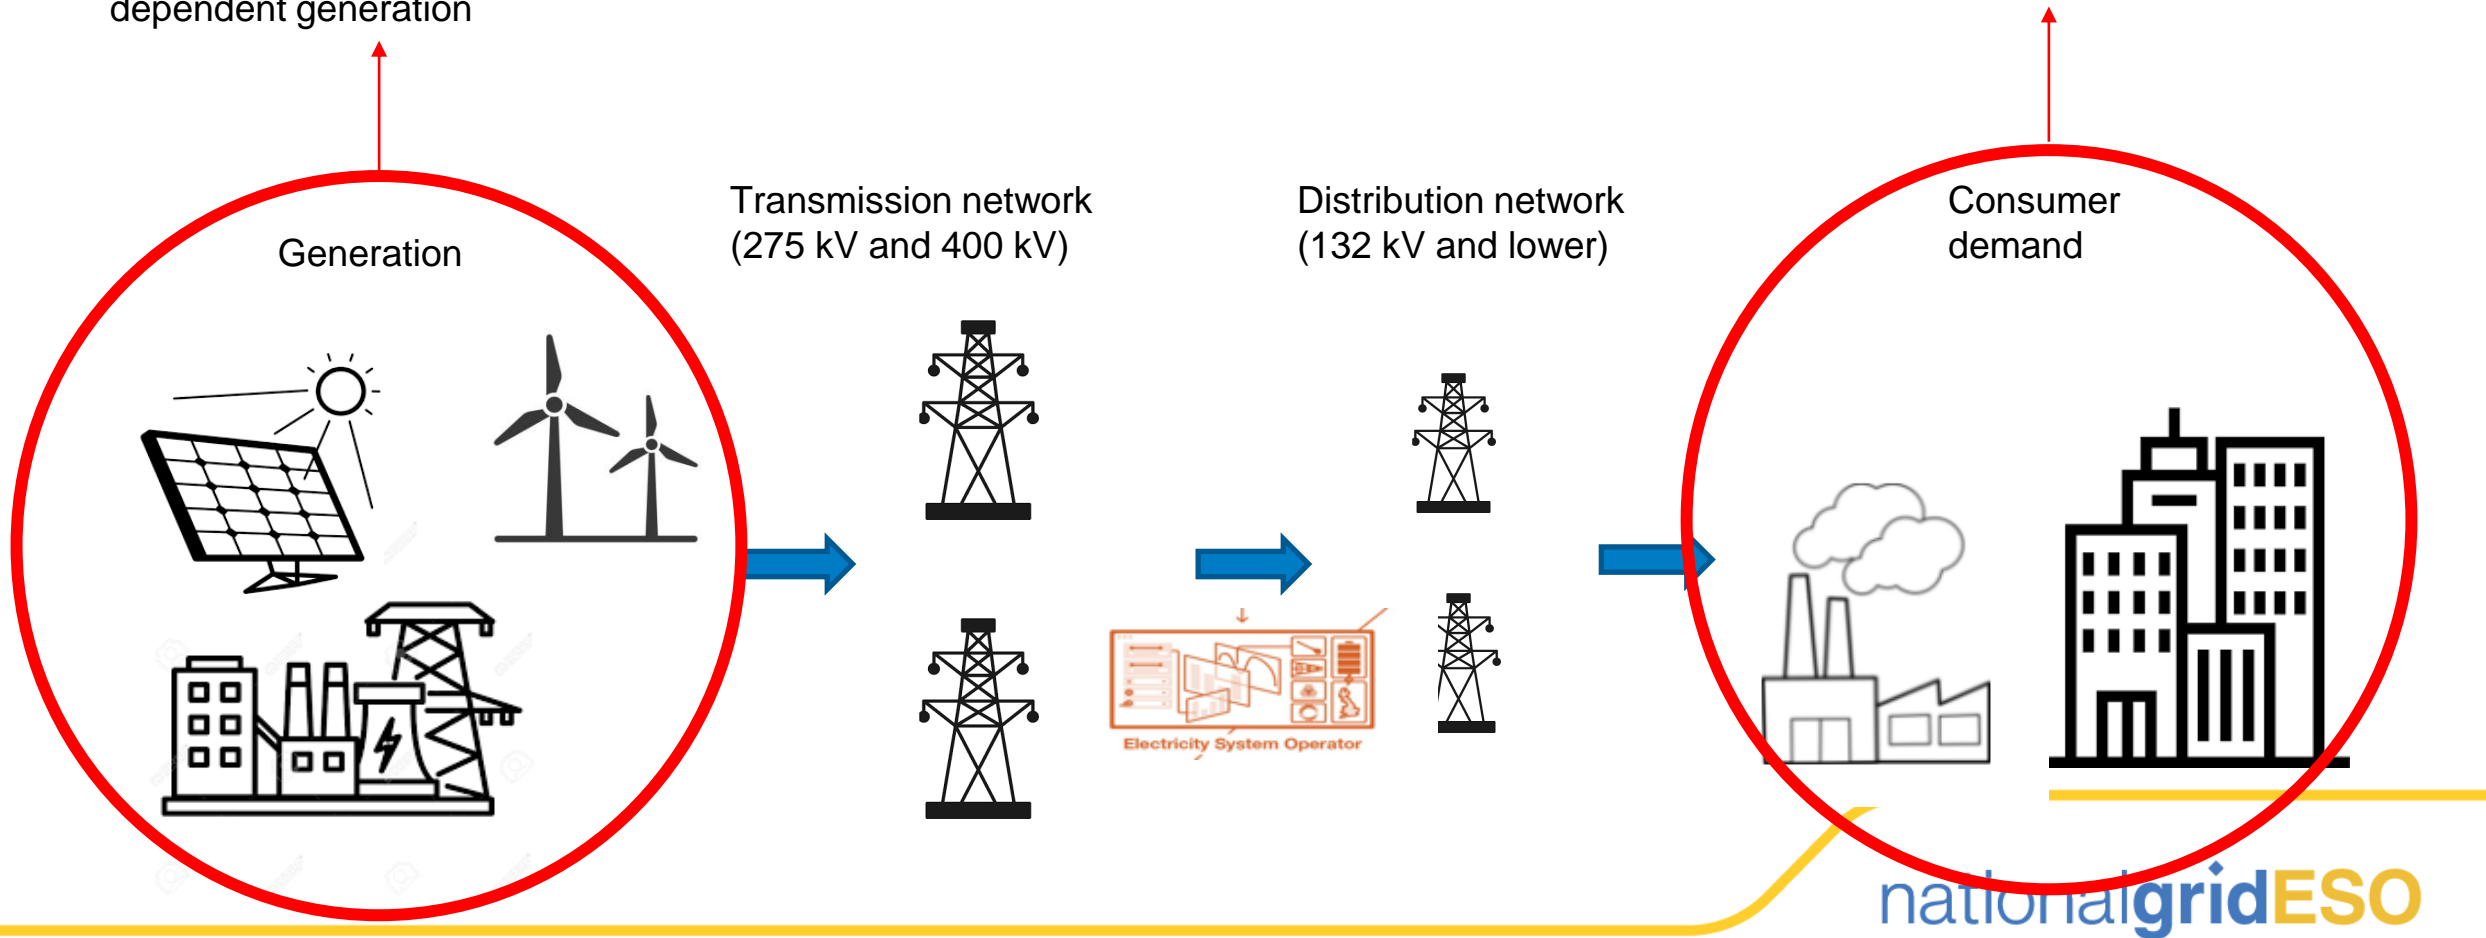 dependent generation
Generation
Transmission network
(275 kV and 400 kV)
Distribution network
(132 kV and lower)
Consumer
demand
Electricity System Operator
nationalgridESO